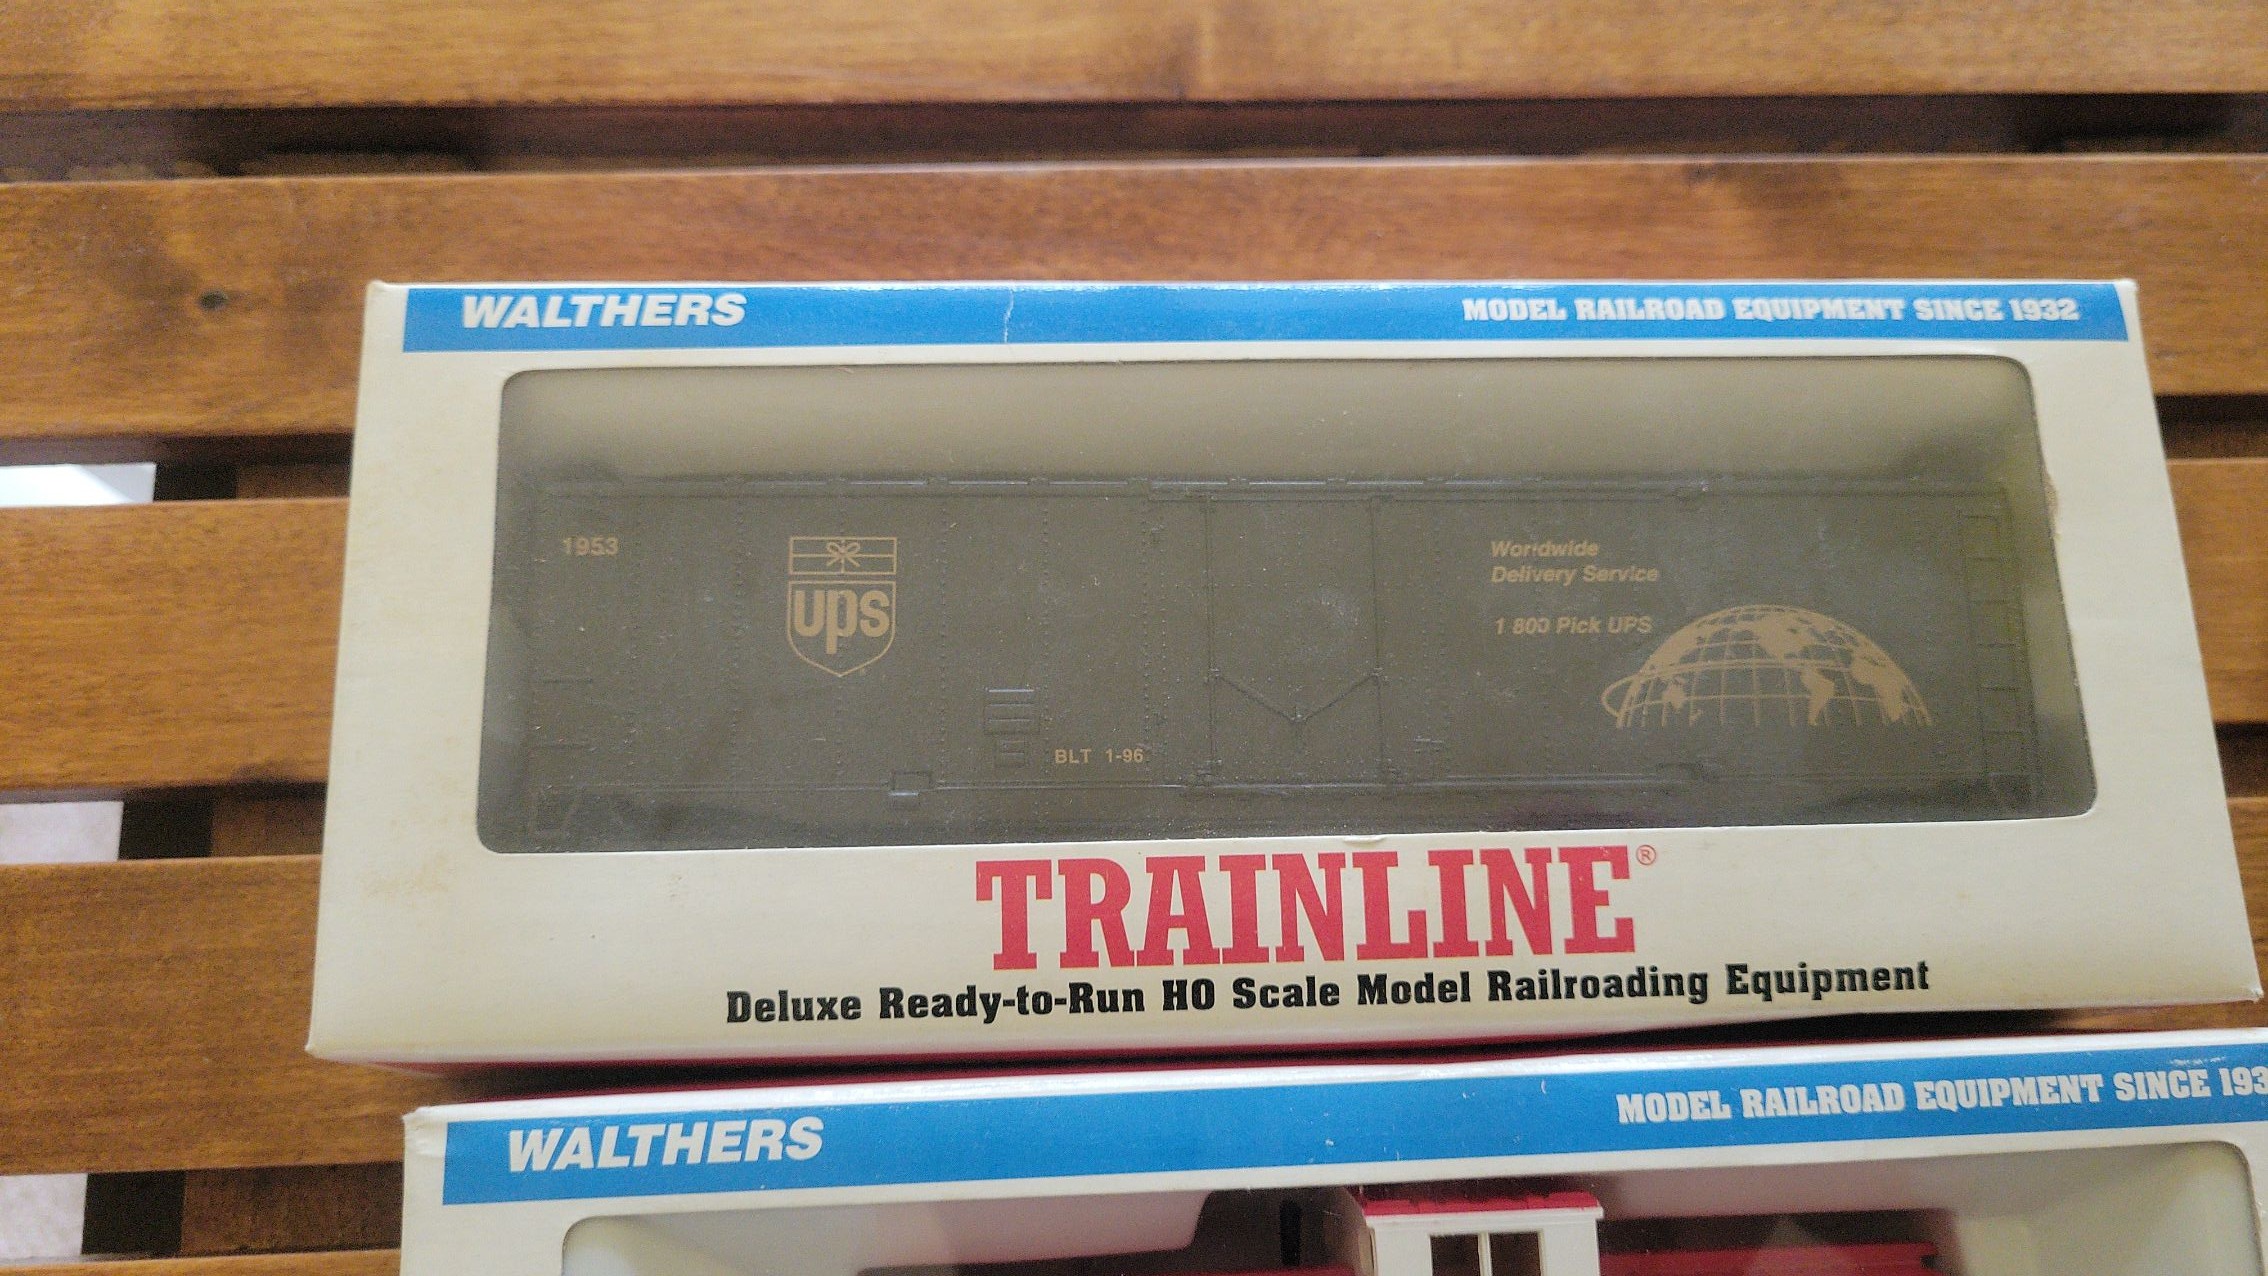 WALTHERS
MODEL RAILROAD EQUIPMENT SINCE 1932
1953
ups
Worldwide
Delivery Service
1 800 Pick UPS
BLT 1-96
TRAINLINE®
Deluxe Ready-to-Run HO Scale Model Railroading Equipment
WALTHERS
MODEL RAILROAD EQUIPMENT SINCE 193